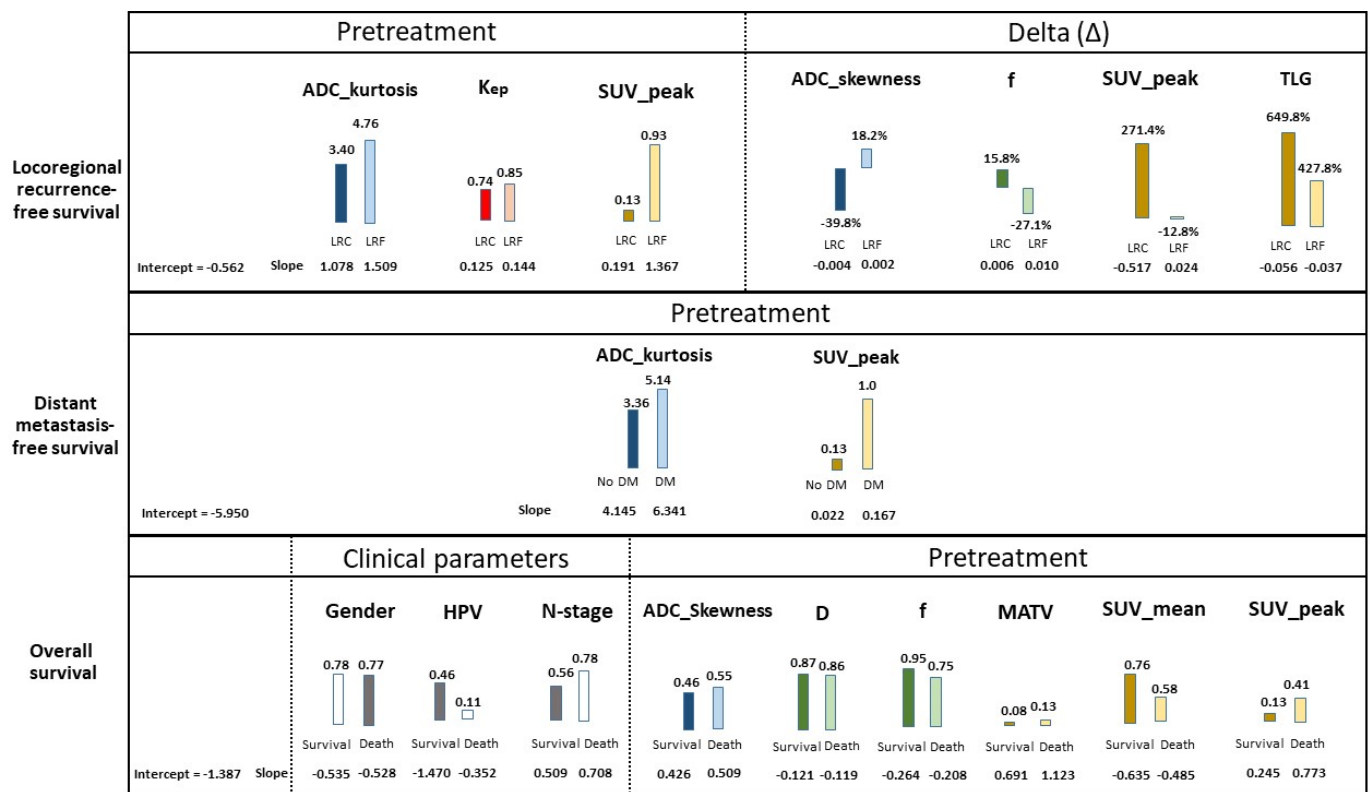 Pretreatment
Delta (Δ)
Locoregional
recurrence-
free survival
ADC_kurtosis
Kep
SUV_peak
ADC_skewness
f
SUV_peak
TLG
3.40
4.76
0.74
0.85
0.13
0.93
-39.8%
18.2%
15.8%
-27.1%
271.4%
-12.8%
649.8%
427.8%
LRC LRF
LRC LRF
LRC LRF
LRC LRF
LRC LRF
LRC LRF
LRC LRF
Intercept = -0.562 Slope 1.078 1.509 0.125 0.144 0.191 1.367 -0.004 0.002 0.006 0.010 -0.517 0.024 -0.056 -0.037
Pretreatment
Distant
metastasis-
free survival
ADC_kurtosis
SUV_peak
3.36
5.14
0.13
1.0
No DM DM
No DM DM
Intercept = -5.950 Slope 4.145 6.341 0.022 0.167
Clinical parameters
Pretreatment
Overall
survival
Gender
HPV
N-stage
ADC_Skewness
D
f
MATV
SUV_mean
SUV_peak
0.78 0.77
0.46 0.11
0.56 0.78
0.46 0.55
0.87 0.86
0.95 0.75
0.08 0.13
0.76 0.58
0.13 0.41
Survival Death
Survival Death
Survival Death
Survival Death
Survival Death
Survival Death
Survival Death
Survival Death
Survival Death
Intercept = -1.387 Slope -0.535 -0.528 -1.470 -0.352 0.509 0.708 0.426 0.509 -0.121 -0.119 -0.264 -0.208 0.691 1.123 -0.635 -0.485 0.245 0.773